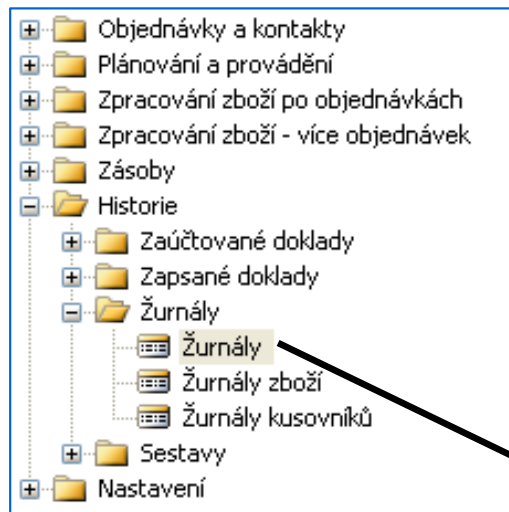 Objednávky a kontakty
Plánování a provádění
Zpracování zboží po objednávkách
Zpracování zboží - více objednávek
Zásoby
Historie
Zaúčtované doklady
Zapsané doklady
Žurnály
Žurnály
Žurnály zboží
Žurnály kusovníků
Sestavy
Nastavení